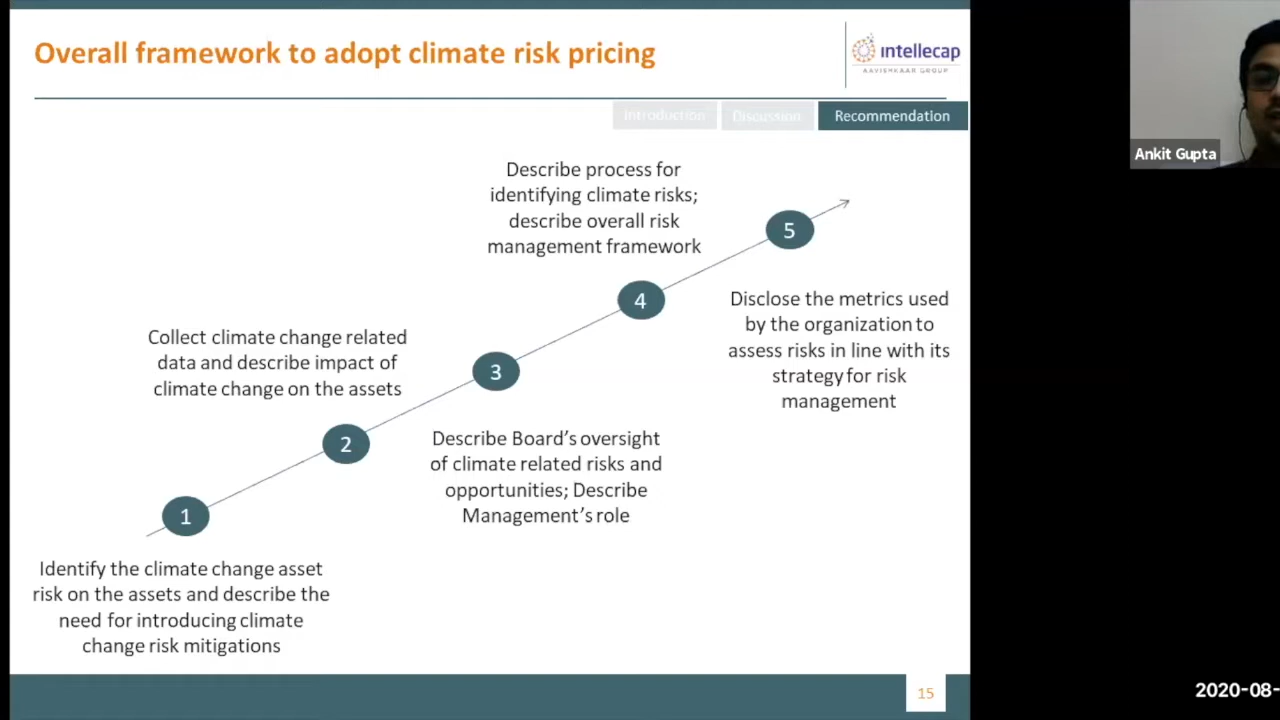 Overall framework to adopt climate risk pricing
intellecap
AAVISHKAAR GROUP
Introduction
Discussion
Recommendation
Ankit Gupta
Describe process for
identifying climate risks;
describe overall risk
management framework
5
4
Disclose the metrics used
by the organization to
assess risks in line with its
strategy for risk
management
Collect climate change related
data and describe impact of
climate change on the assets
3
2
Describe Board's oversight
of climate related risks and
opportunities; Describe
Management's role
1
Identify the climate change asset
risk on the assets and describe the
need for introducing climate
change risk mitigations
15
2020-08-